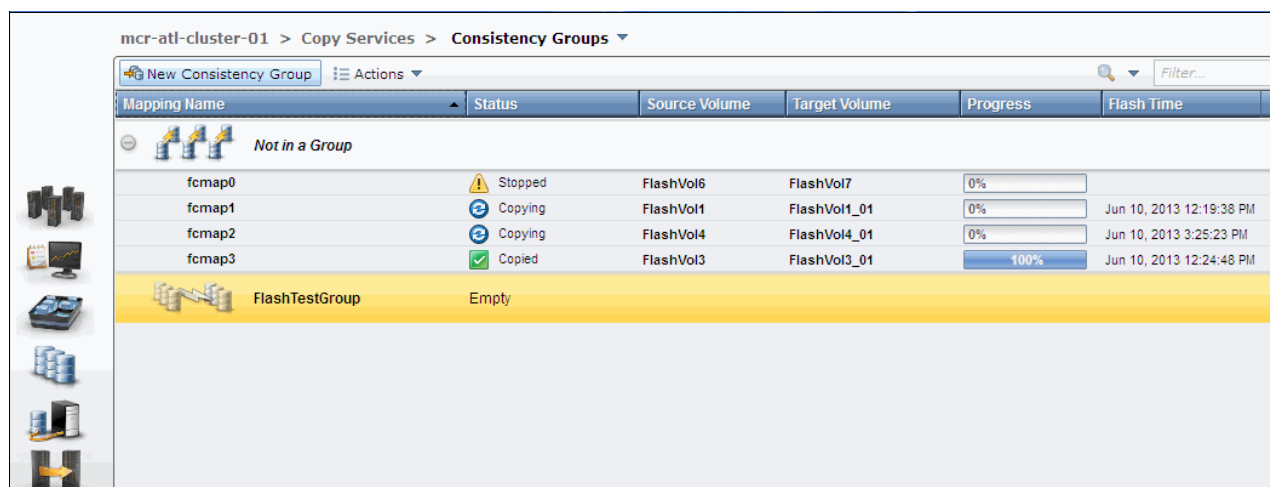 mcr-atl-cluster-01 > Copy Services > Consistency Groups
New Consistency Group Actions Filter...
Mapping Name Status Source Volume Target Volume Progress Flash Time
Not in a Group
fcmap0 Stopped FlashVol6 FlashVol7 0%
fcmap1 Copying FlashVol1 FlashVol1_01 0% Jun 10, 2013 12:19:38 PM
fcmap2 Copying FlashVol4 FlashVol4_01 0% Jun 10, 2013 3:25:23 PM
fcmap3 Copied FlashVol3 FlashVol3_01 100% Jun 10, 2013 12:24:48 PM
FlashTestGroup Empty